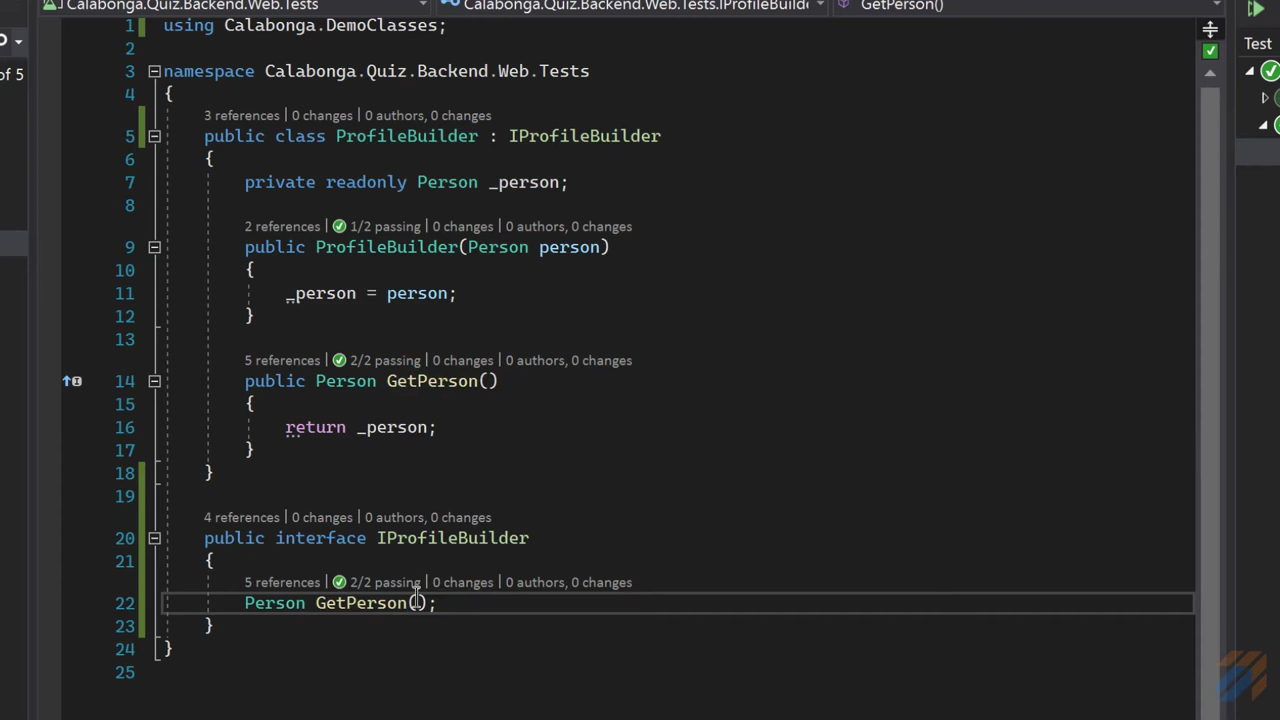 Calabonga.Quiz.Backend.Web.Tests
Calabonga.Quiz.Backend.Web.Tests.IProfileBuilde
GetPerson()
of 5
Test
1 using Calabonga.DemoClasses;
2
3 namespace Calabonga.Quiz.Backend.Web.Tests
4 {
3 references | 0 changes | 0 authors, 0 changes
5 public class ProfileBuilder : IProfileBuilder
6 {
7 private readonly Person _person;
8
2 references | 1/2 passing | 0 changes | 0 authors, 0 changes
9 public ProfileBuilder(Person person)
10 {
11 _person = person;
12 }
13
5 references | 2/2 passing | 0 changes | 0 authors, 0 changes
14 public Person GetPerson()
15 {
16 return _person;
17 }
18 }
19
4 references | 0 changes | 0 authors, 0 changes
20 public interface IProfileBuilder
21 {
5 references | 2/2 passing | 0 changes | 0 authors, 0 changes
22 Person GetPerson();
23 }
24 }
25